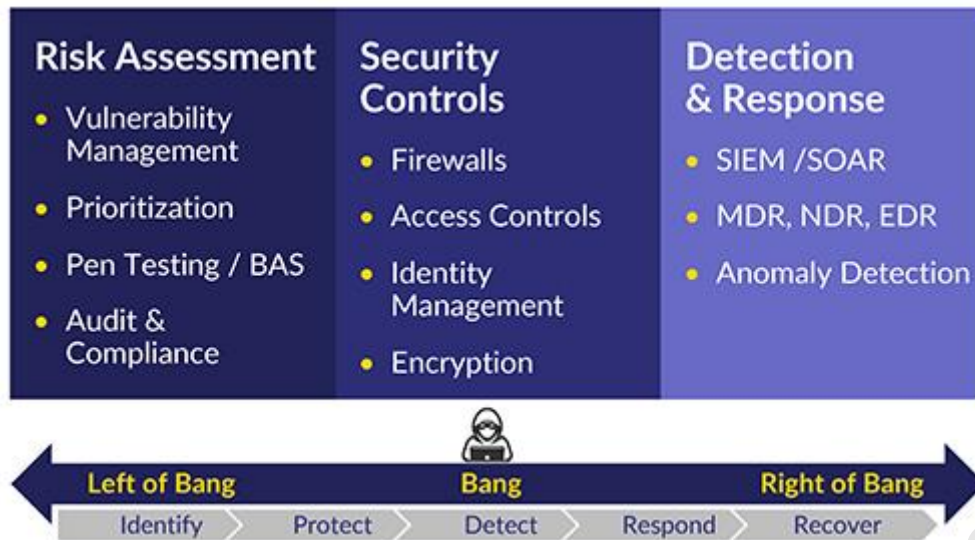 Risk Assessment
• Vulnerability
Management
• Prioritization
• Pen Testing / BAS
• Audit &
Compliance
Security
Controls
• Firewalls
• Access Controls
• Identity
Management
• Encryption
Detection
& Response
• SIEM /SOAR
• MDR, NDR, EDR
• Anomaly Detection
Left of Bang Bang Right of Bang
Identify Protect Detect Respond Recover